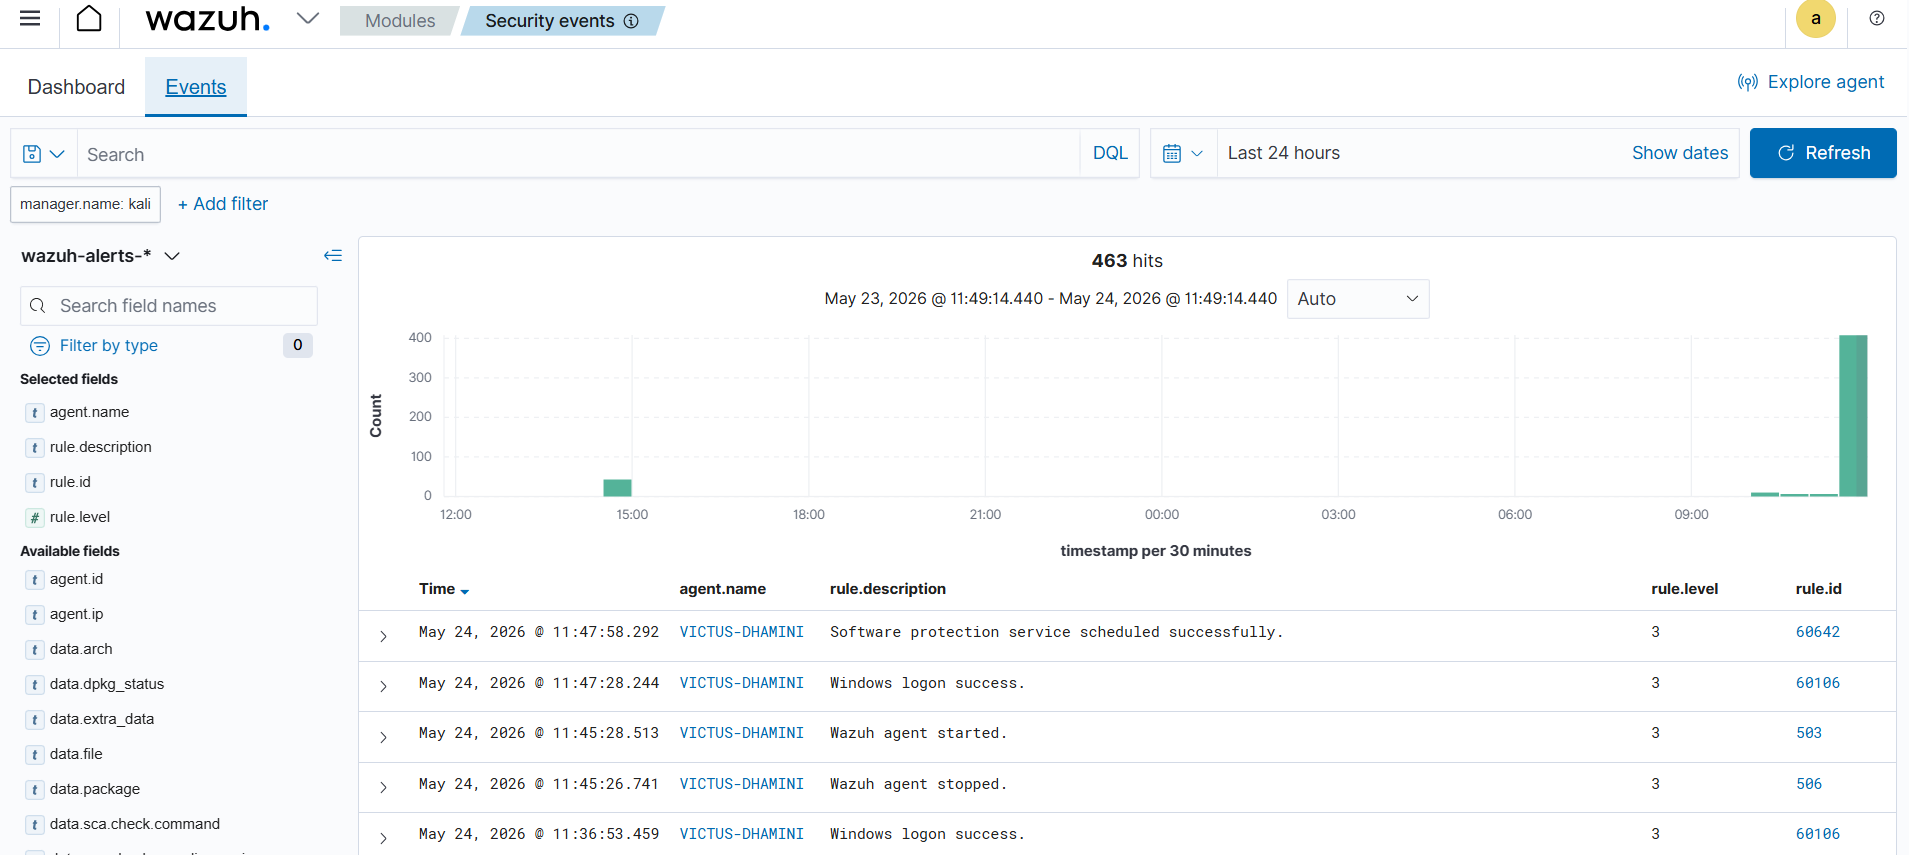 wazuh.
Modules
Security events
a
Dashboard
Events
Explore agent
Search
DQL
Last 24 hours
Show dates
Refresh
manager.name: kali
+ Add filter
wazuh-alerts-*
Search field names
Filter by type
0
Selected fields
t agent.name
t rule.description
t rule.id
# rule.level
Available fields
t agent.id
t agent.ip
t data.arch
t data.dpkg_status
t data.extra_data
t data.file
t data.package
t data.sca.check.command
463 hits
May 23, 2026 @ 11:49:14.440 - May 24, 2026 @ 11:49:14.440
Auto
Count
400
300
200
100
0
12:00 15:00 18:00 21:00 00:00 03:00 06:00 09:00
timestamp per 30 minutes
Time agent.name rule.description rule.level rule.id
May 24, 2026 @ 11:47:58.292 VICTUS-DHAMINI Software protection service scheduled successfully. 3 60642
May 24, 2026 @ 11:47:28.244 VICTUS-DHAMINI Windows logon success. 3 60106
May 24, 2026 @ 11:45:28.513 VICTUS-DHAMINI Wazuh agent started. 3 503
May 24, 2026 @ 11:45:26.741 VICTUS-DHAMINI Wazuh agent stopped. 3 506
May 24, 2026 @ 11:36:53.459 VICTUS-DHAMINI Windows logon success. 3 60106